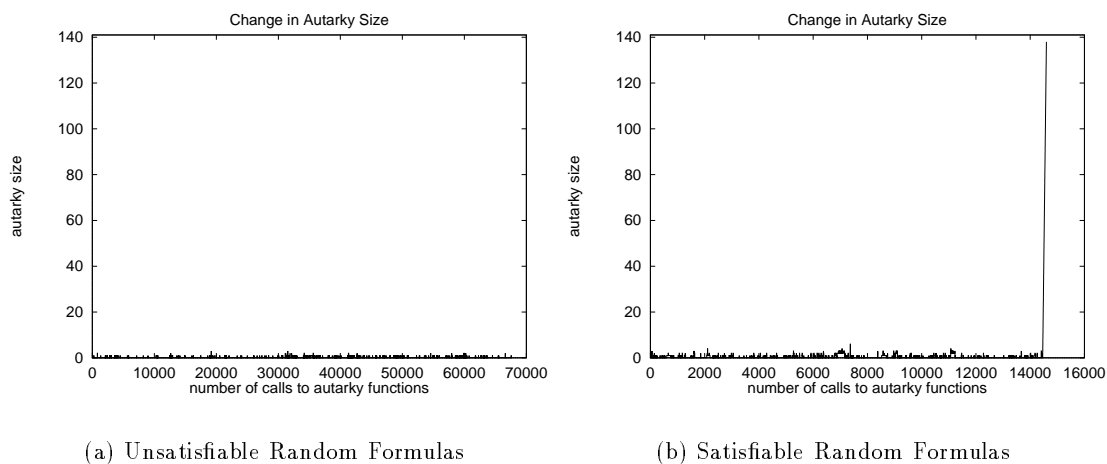 Change in Autarky Size
140
120
100
80
60
40
20
0
autarky size
0 10000 20000 30000 40000 50000 60000 70000
number of calls to autarky functions
(a) Unsatisfiable Random Formulas
Change in Autarky Size
140
120
100
80
60
40
20
0
autarky size
0 2000 4000 6000 8000 10000 12000 14000 16000
number of calls to autarky functions
(b) Satisfiable Random Formulas